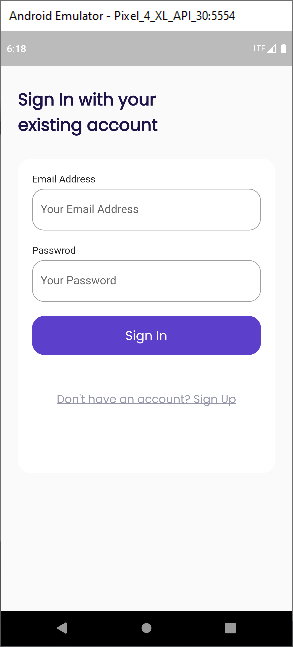 Android Emulator - Pixel_4_XL_API_30:5554
6:18 LTE
Sign In with your
existing account
Email Address
Your Email Address
Passwrod
Your Password
Sign In
Don't have an account? Sign Up